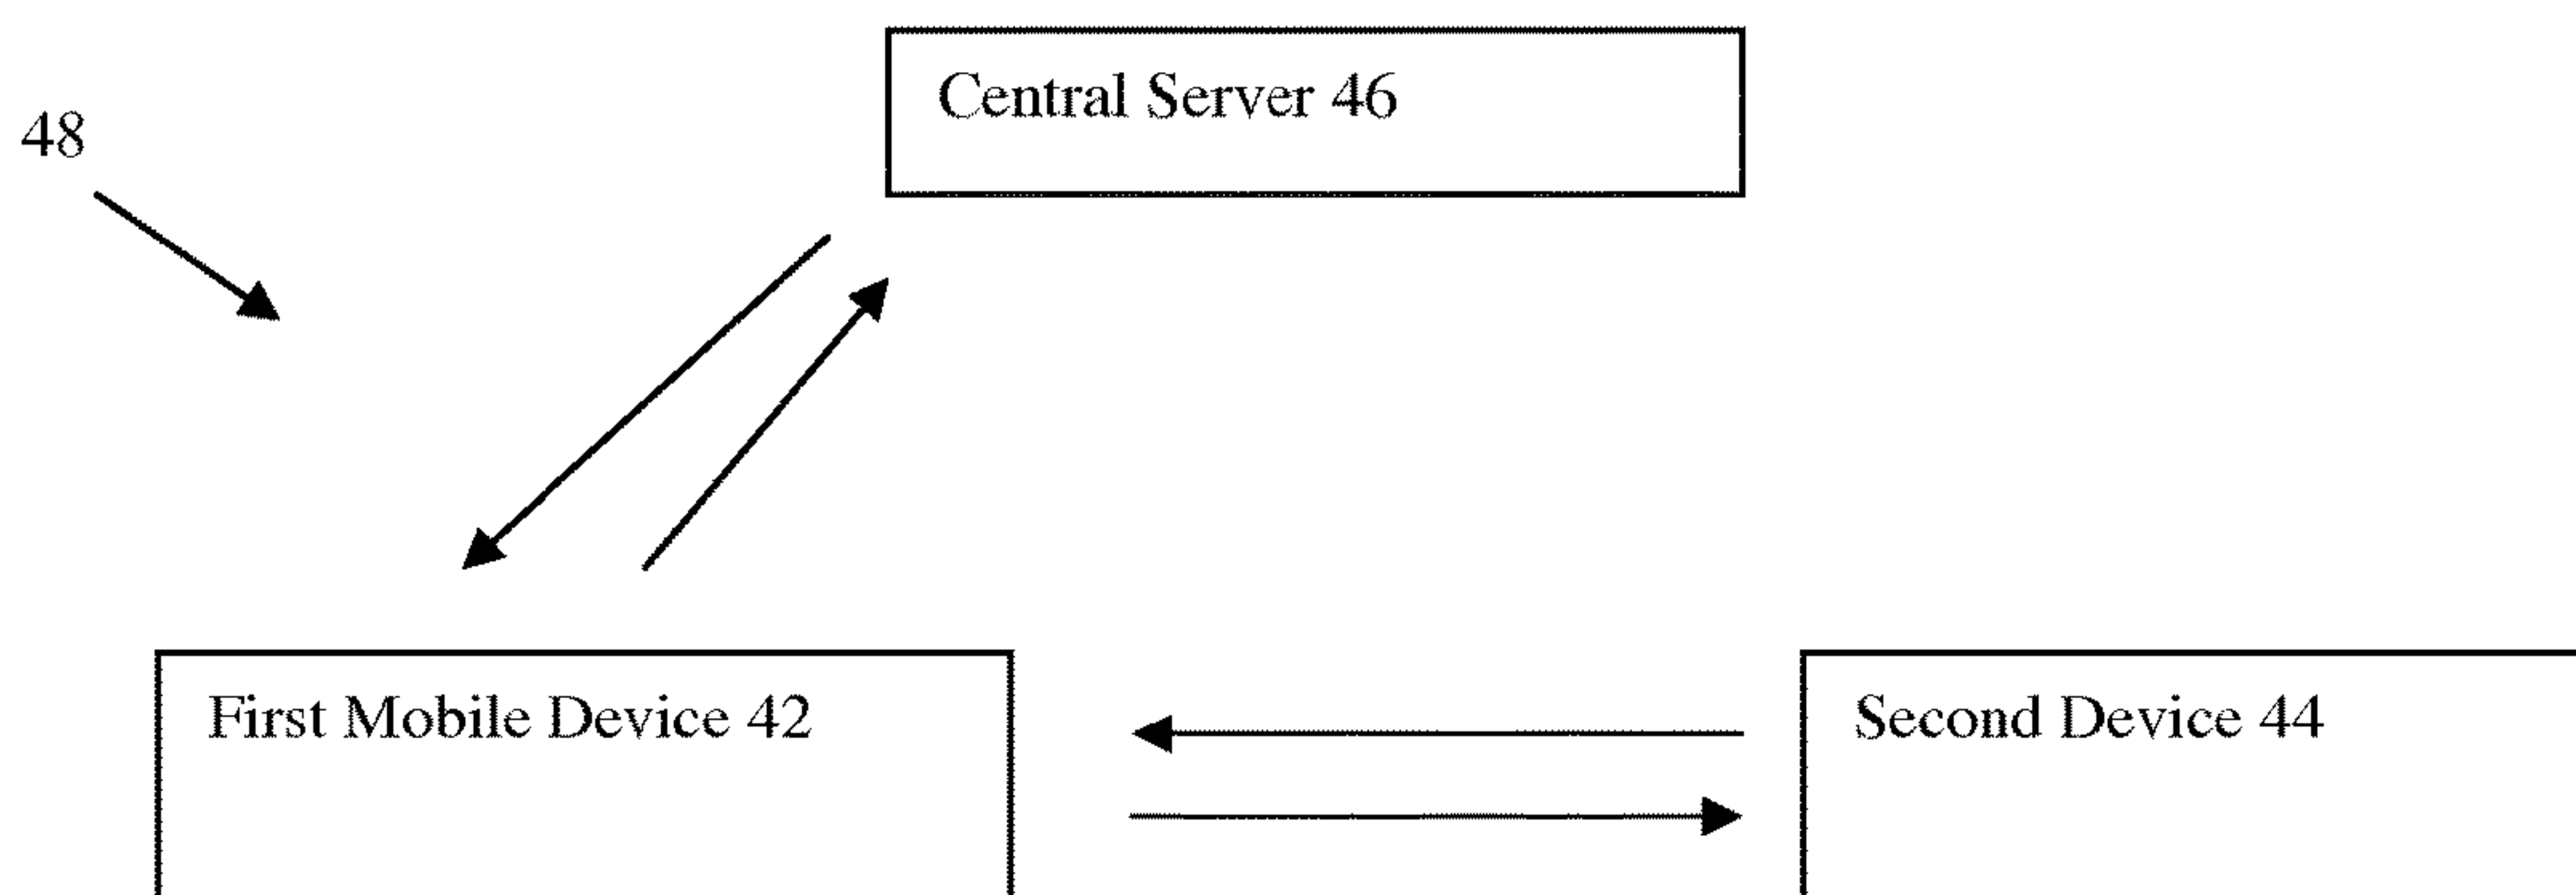 Central Server 46
48
First Mobile Device 42
Second Device 44